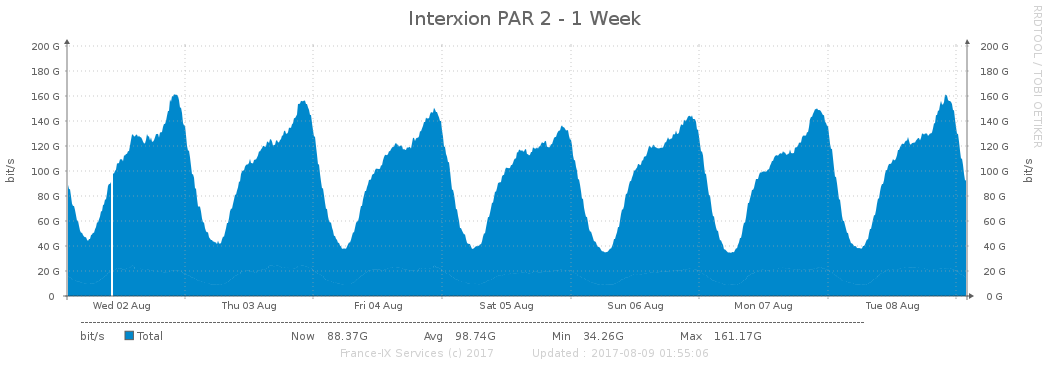 Interxion PAR 2 - 1 Week
RRDTOOL / TOBI OETIKER
bit/s
200 G 200 G
180 G 180 G
160 G 160 G
140 G 140 G
120 G 120 G
100 G 100 G
80 G 80 G
60 G 60 G
40 G 40 G
20 G 20 G
0 0 G
bit/s
Wed 02 Aug Thu 03 Aug Fri 04 Aug Sat 05 Aug Sun 06 Aug Mon 07 Aug Tue 08 Aug
bit/s Total Now 88.37G Avg 98.74G Min 34.26G Max 161.17G
France-IX Services (c) 2017 Updated : 2017-08-09 01:55:06